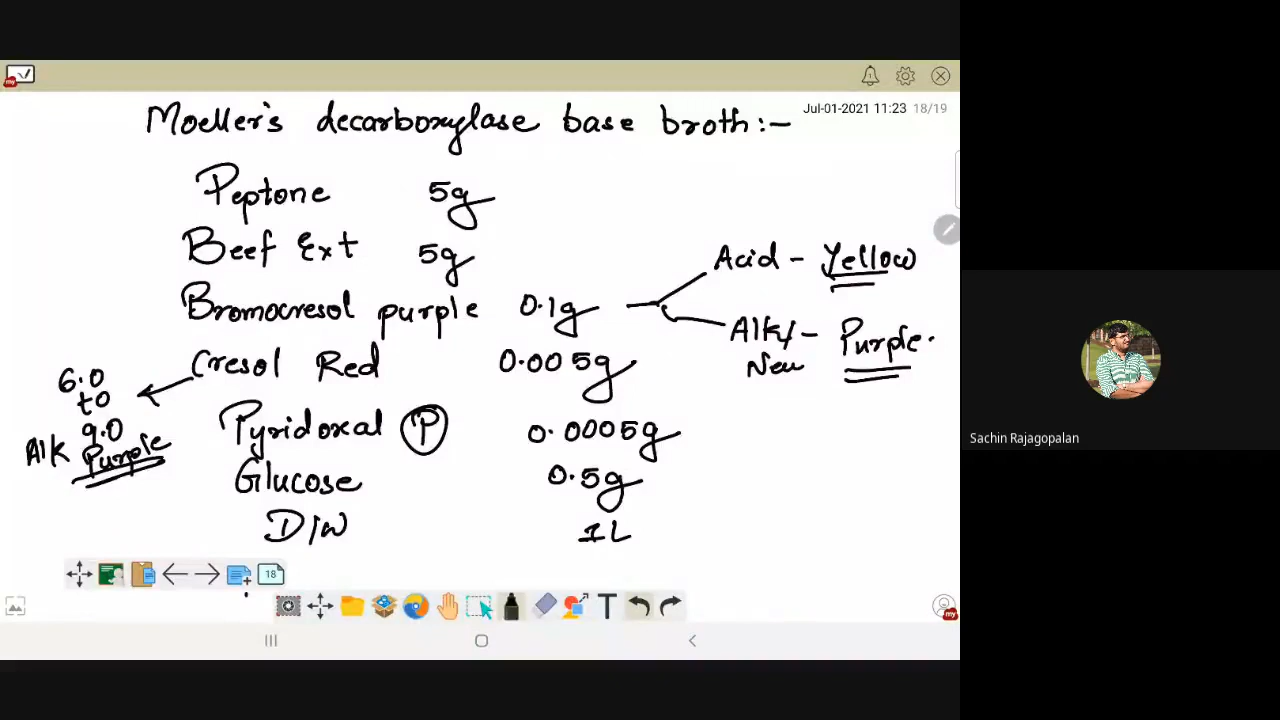 Jul-01-2021 11:23 18/19
Moeller's decarboxylase base broth:-
Peptone 5g
Beef Ext 5g
Bromocresol purple 0.1g
Acid - Yellow
Alk/ - Purple.
Neu
Cresol Red 0.005g
6.0
to
9.0
Alk Purple
Pyridoxal P 0.0005g
Glucose 0.5g
D/W 1L
18
T
Sachin Rajagopalan